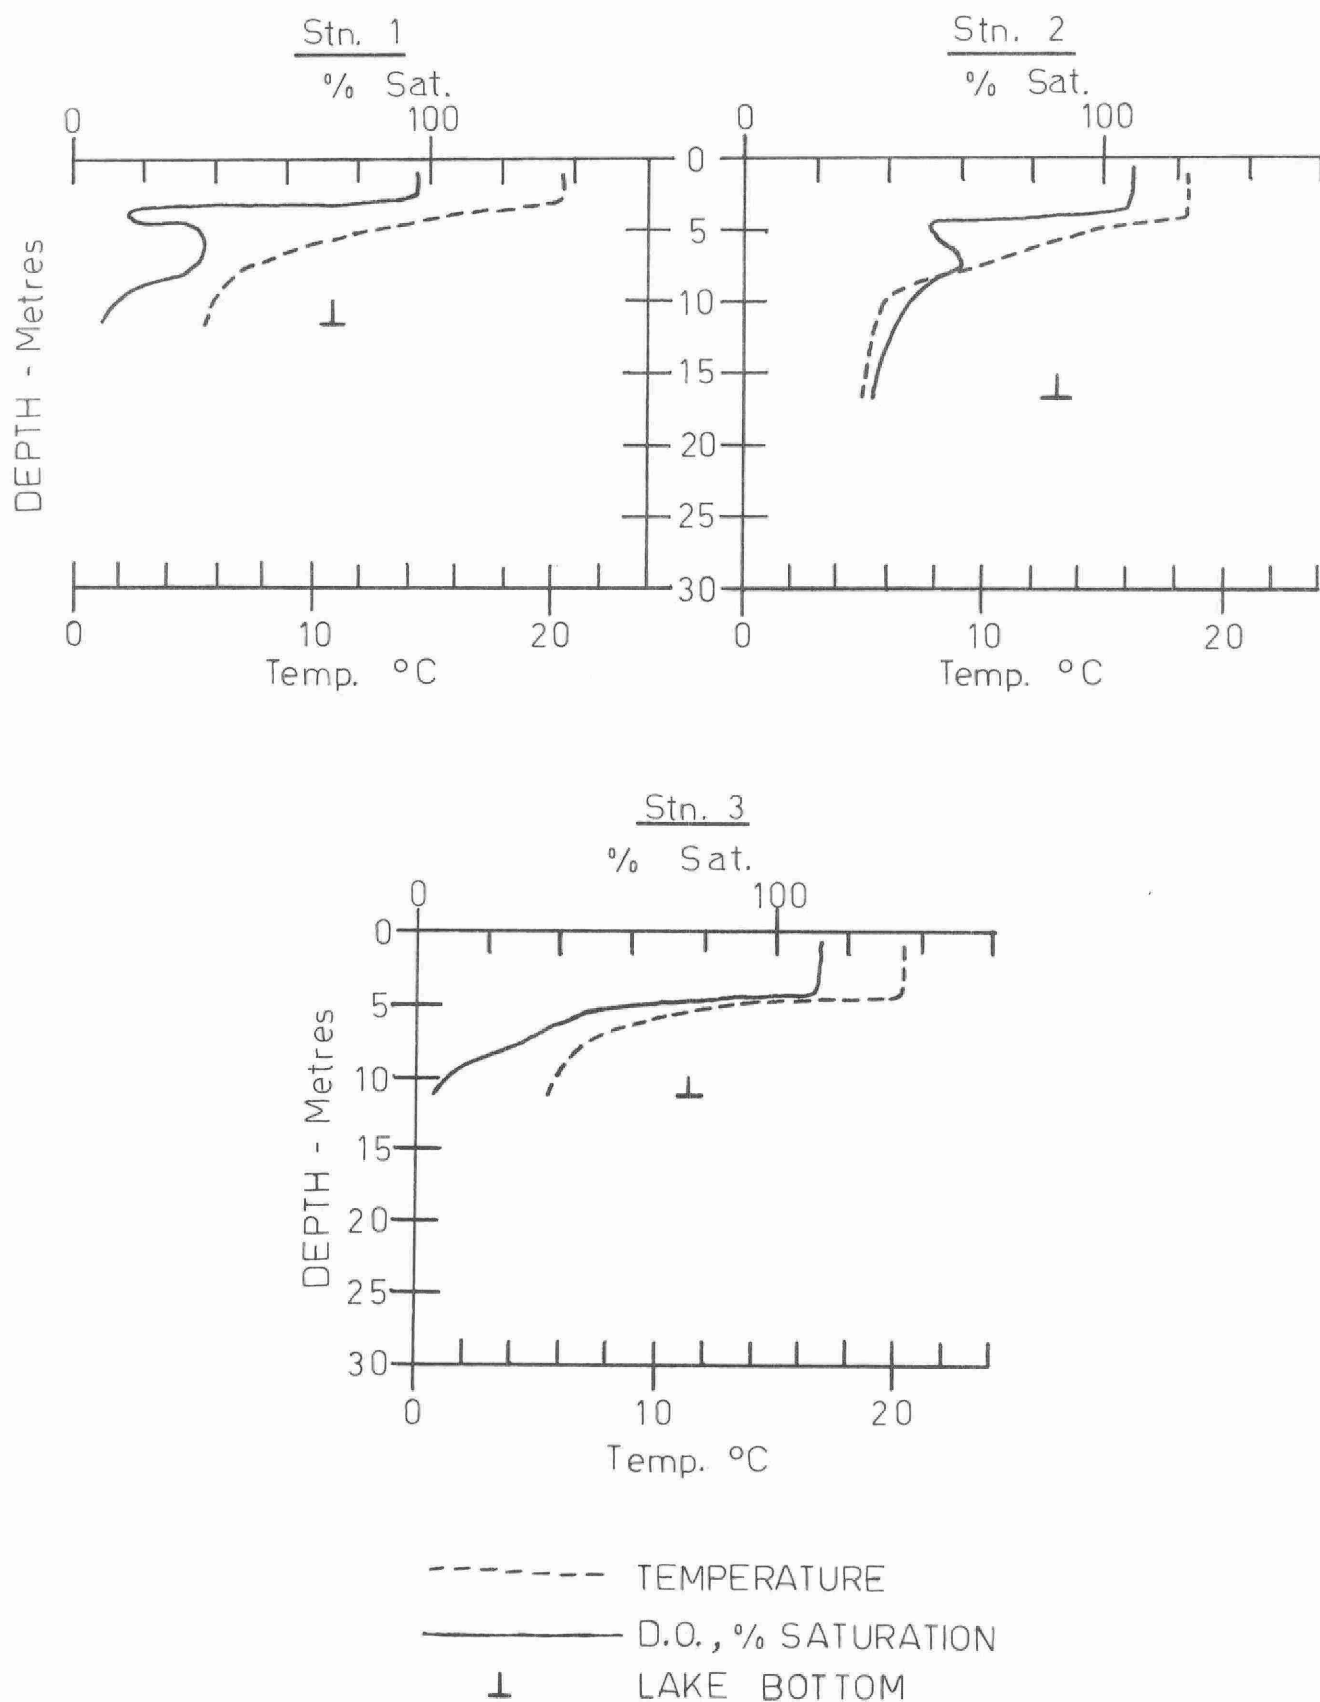 Stn. 1
% Sat.
0 100
Stn. 2
% Sat.
0 100
DEPTH - Metres
0
5
10
15
20
25
30
0 10 20
Temp. °C
0 10 20
Temp. °C
Stn. 3
% Sat.
0 100
DEPTH - Metres
0
5
10
15
20
25
30
0 10 20
Temp. °C
TEMPERATURE
D.O., % SATURATION
LAKE BOTTOM